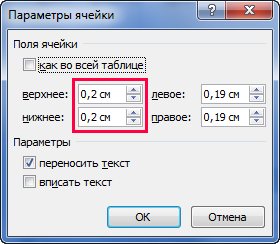 Параметры ячейки
Поля ячейки
как во всей таблице
верхнее: 0,2 см левое: 0,19 см
нижнее: 0,2 см правое: 0,19 см
Параметры
переносить текст
вписать текст
ОК Отмена